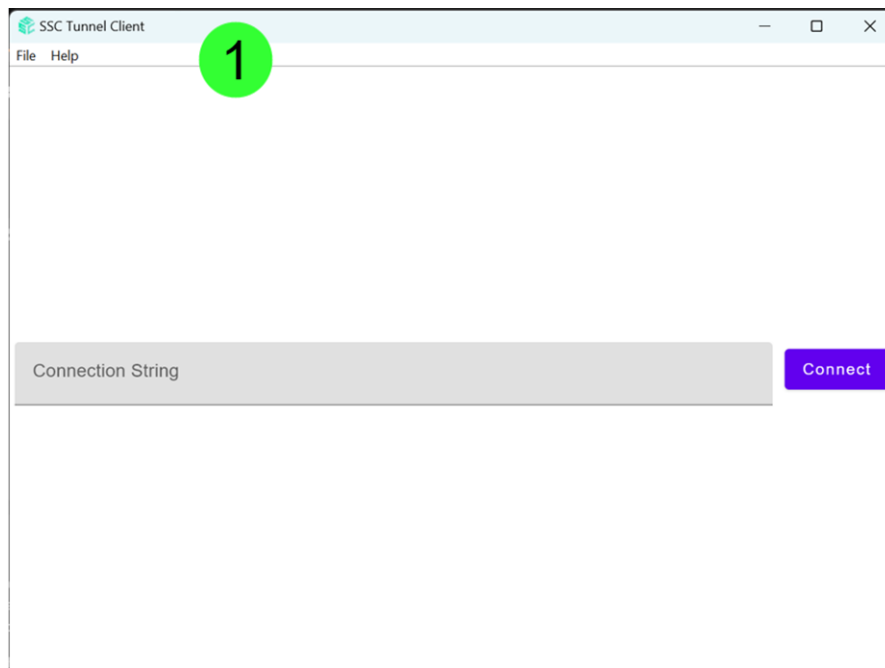 SSC Tunnel Client
File Help
1
Connection String
Connect